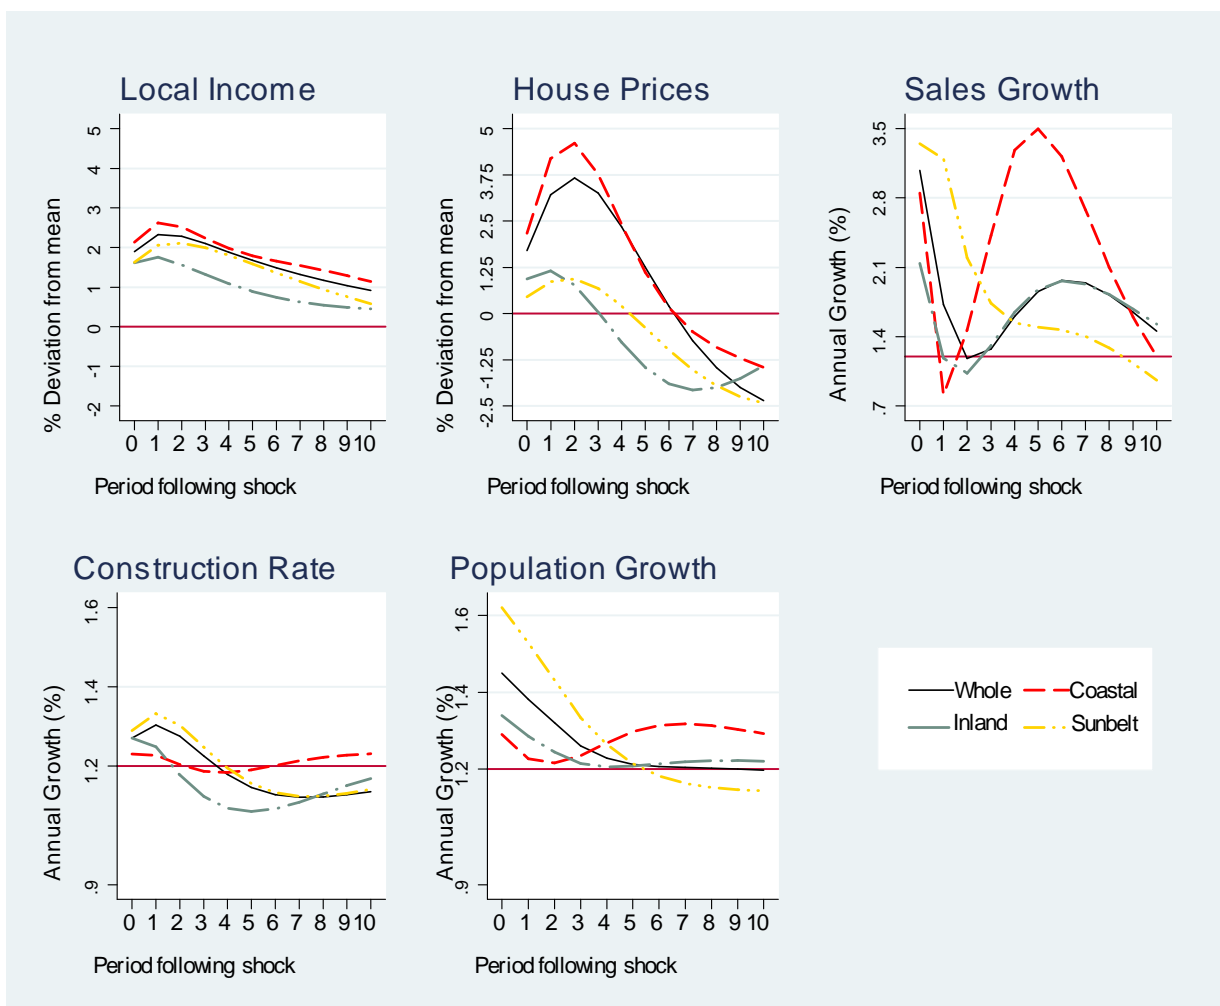 Local Income
House Prices
Sales Growth
% Deviation from mean
5
4
3
2
1
0
-1
-2
0 1 2 3 4 5 6 7 8 9 10
Period following shock
% Deviation from mean
5
3.75
2.5
1.25
0
-1.25
-2.5
0 1 2 3 4 5 6 7 8 9 10
Period following shock
Annual Growth (%)
3.5
2.8
2.1
1.4
.7
0 1 2 3 4 5 6 7 8 9 10
Period following shock
Construction Rate
Population Growth
Annual Growth (%)
1.6
1.4
1.2
.9
0 1 2 3 4 5 6 7 8 9 10
Period following shock
Annual Growth (%)
1.6
1.4
1.2
.9
0 1 2 3 4 5 6 7 8 9 10
Period following shock
Whole Coastal
Inland Sunbelt